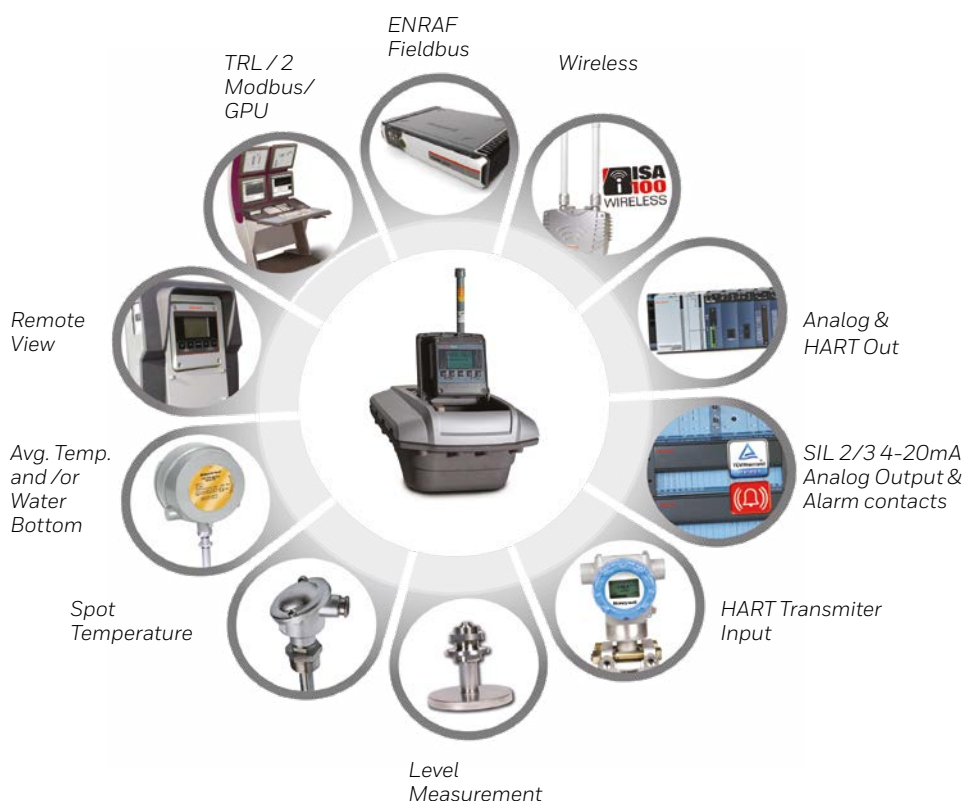 ENRAF
Fieldbus
TRL / 2
Modbus/
GPU
Wireless
ISA
100
WIRELESS
Remote
View
Analog &
HART Out
Avg. Temp.
and /or
Water
Bottom
SIL 2/3 4-20mA
Analog Output &
Alarm contacts
Spot
Temperature
Honeywell
HART Transmiter
Input
Level
Measurement